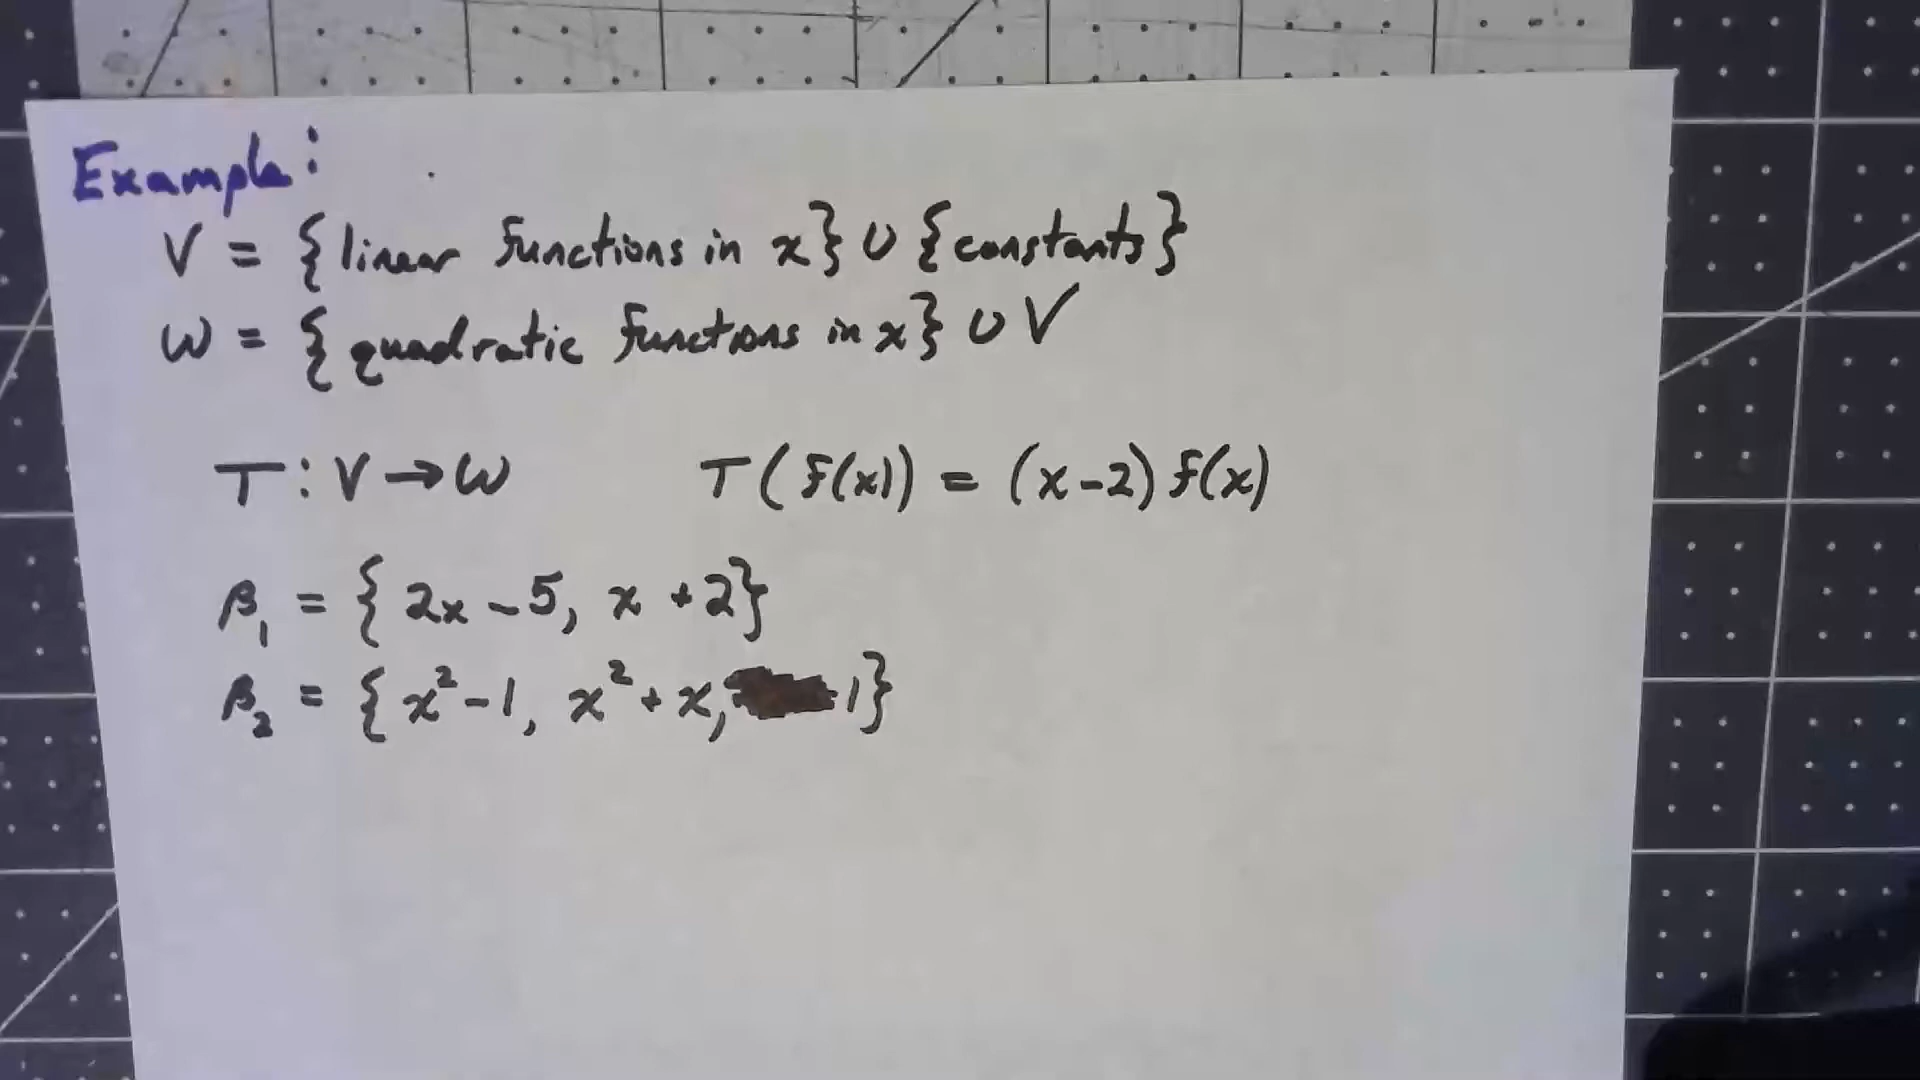 Example:
V = {linear functions in x} ∪ {constants}
W = {quadratic functions in x} ∪ V
T : V → W T(f(x)) = (x-2) f(x)
β₁ = {2x - 5, x + 2}
β₂ = {x² - 1, x² + x, 1}